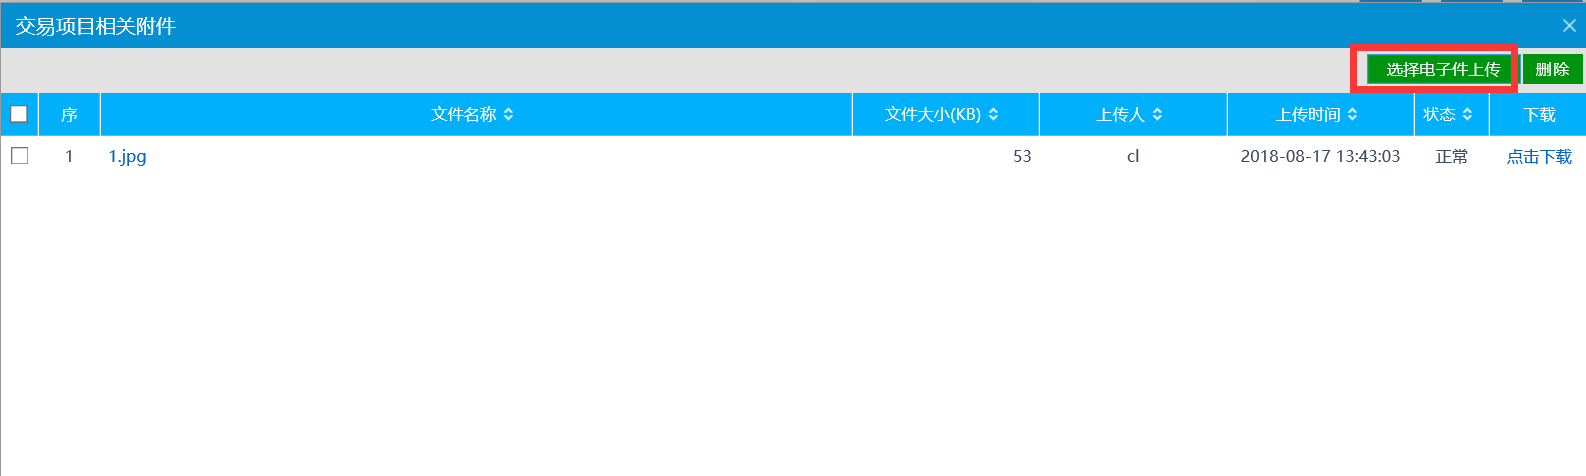 交易项目相关附件
选择电子件上传 删除
序 文件名称 文件大小(KB) 上传人 上传时间 状态 下载
1 1.jpg 53 cl 2018-08-17 13:43:03 正常 点击下载